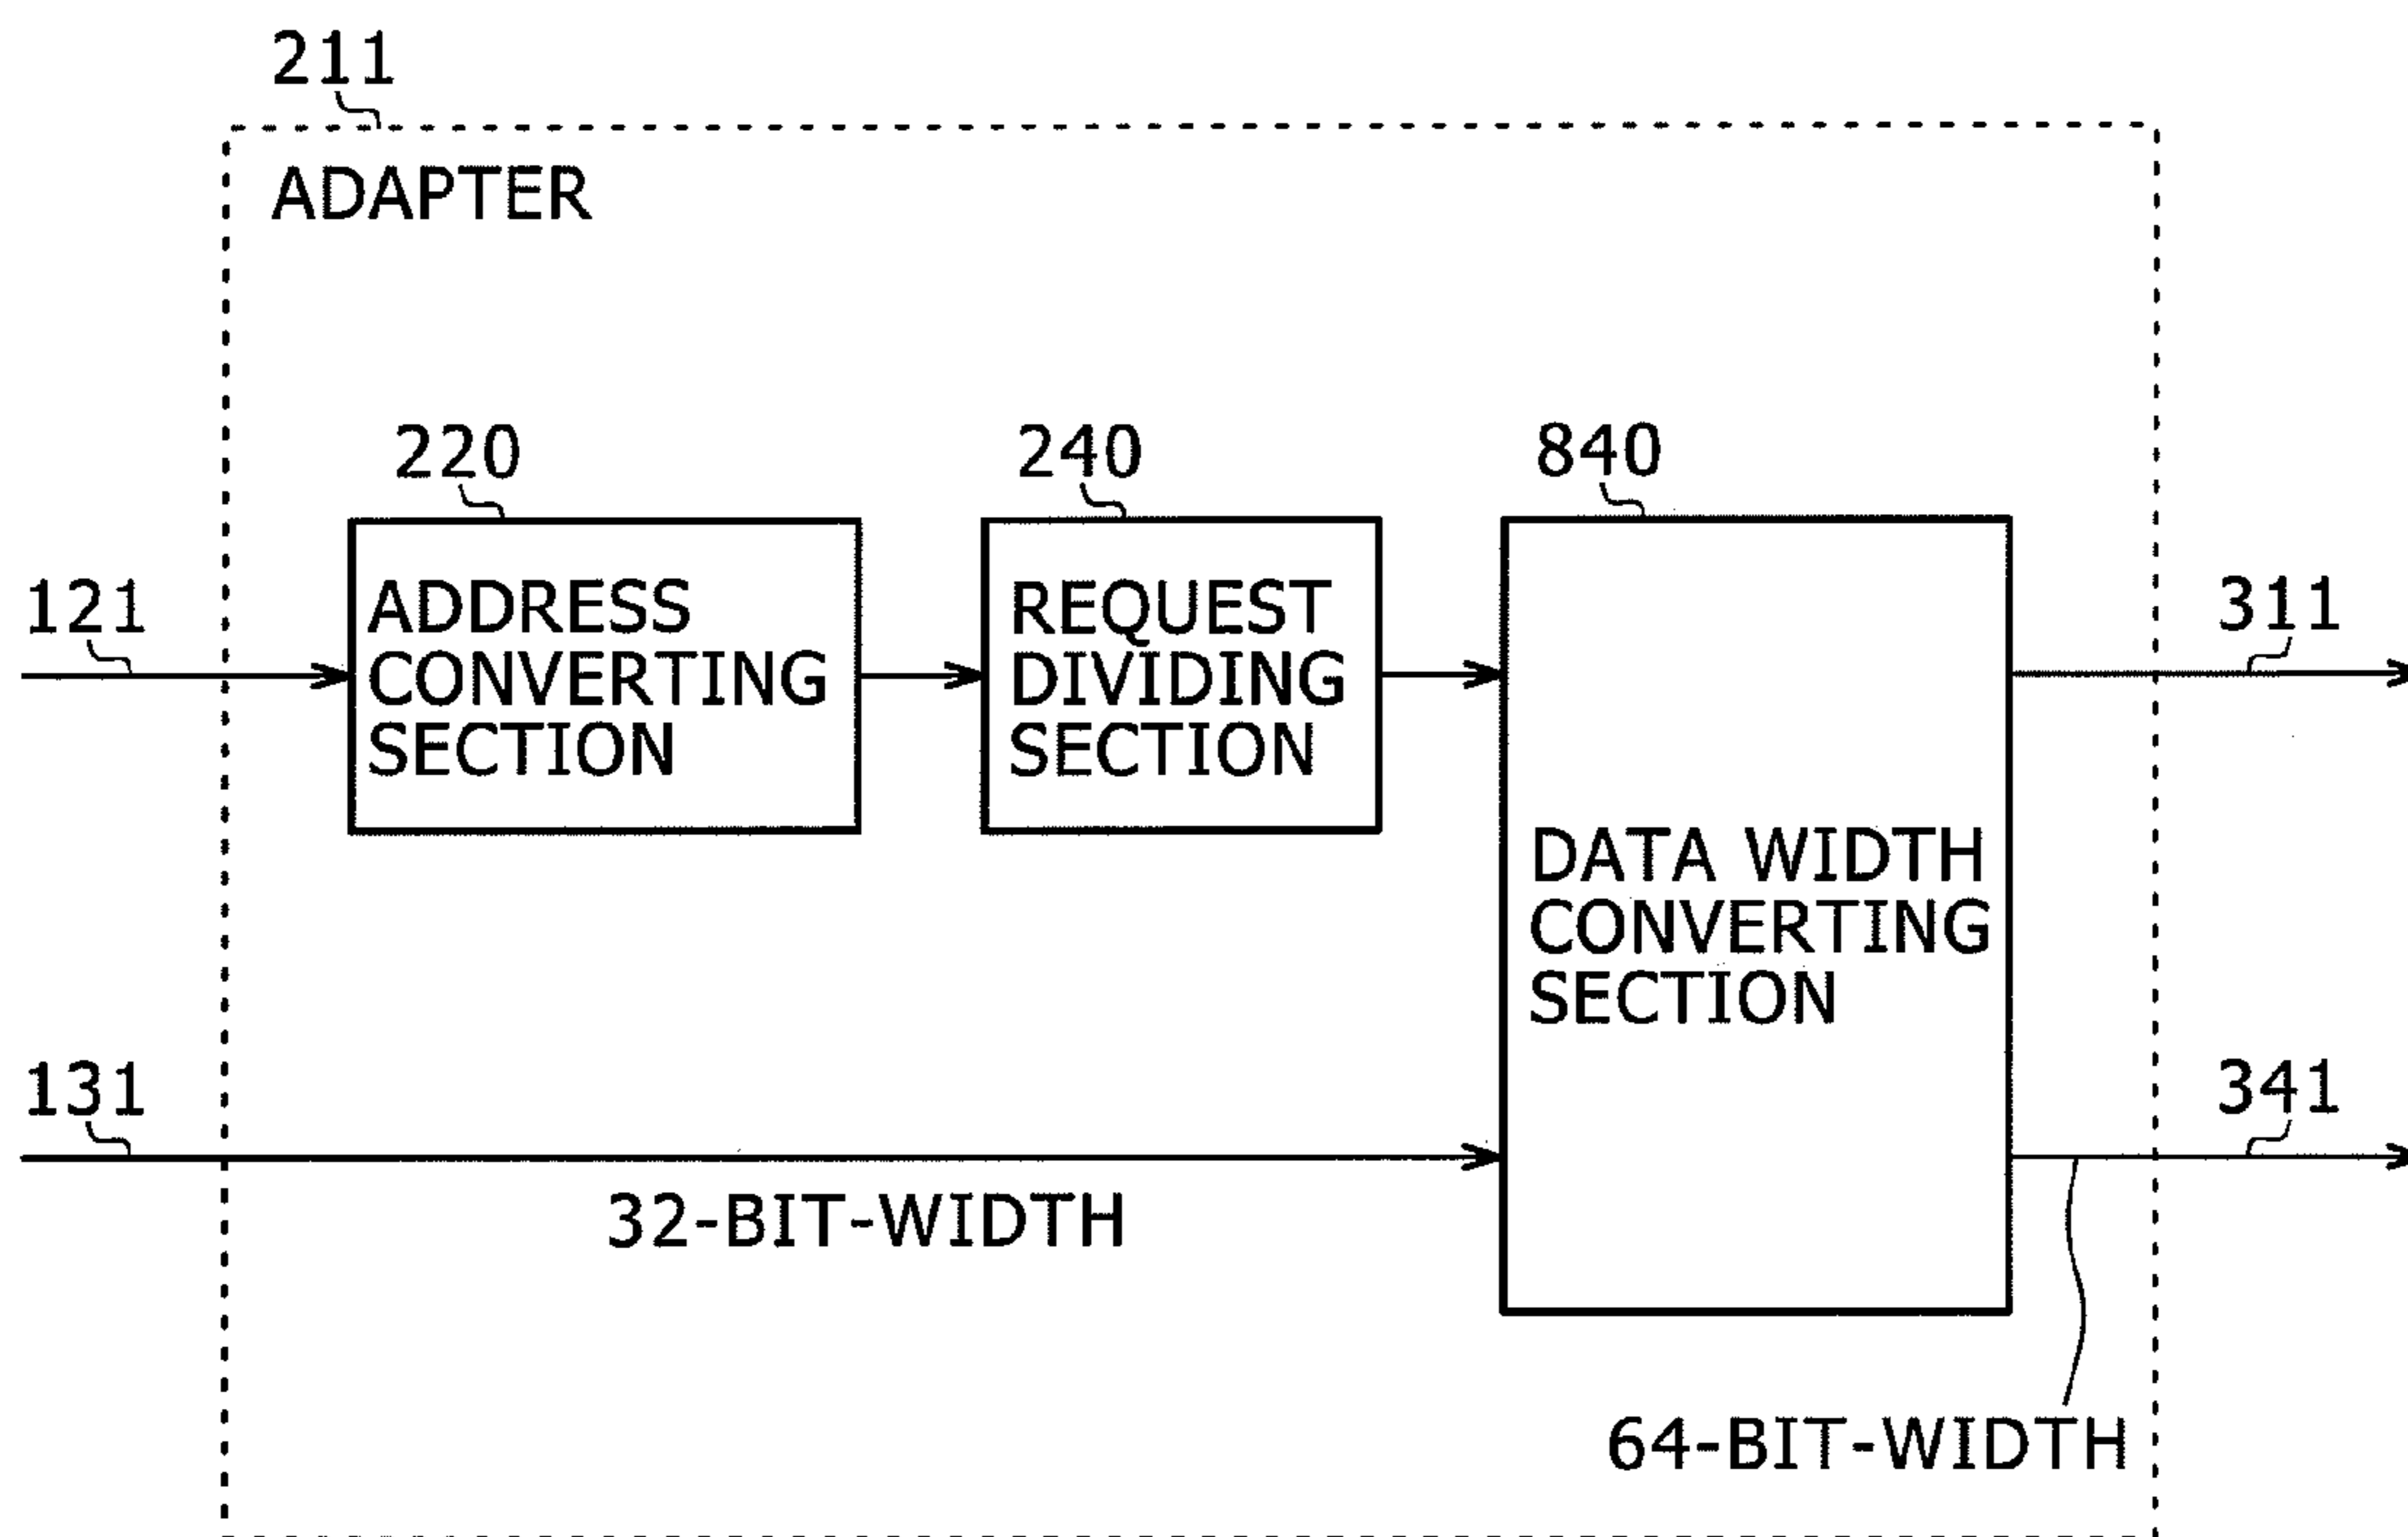 211
ADAPTER
220
240
840
121
ADDRESS
CONVERTING
SECTION
REQUEST
DIVIDING
SECTION
311
DATA WIDTH
CONVERTING
SECTION
131
341
32-BIT-WIDTH
64-BIT-WIDTH